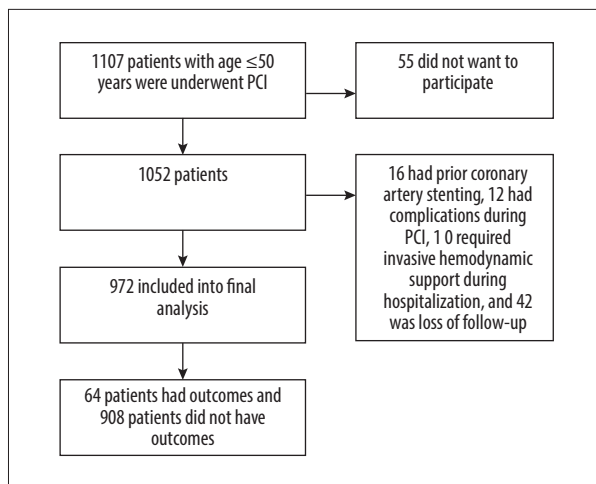 1107 patients with age ≤50
years were underwent PCI
55 did not want to
participate
1052 patients
16 had prior coronary
artery stenting, 12 had
complications during
PCI, 1 0 required
invasive hemodynamic
support during
hospitalization, and 42
was loss of follow-up
972 included into final
analysis
64 patients had outcomes and
908 patients did not have
outcomes